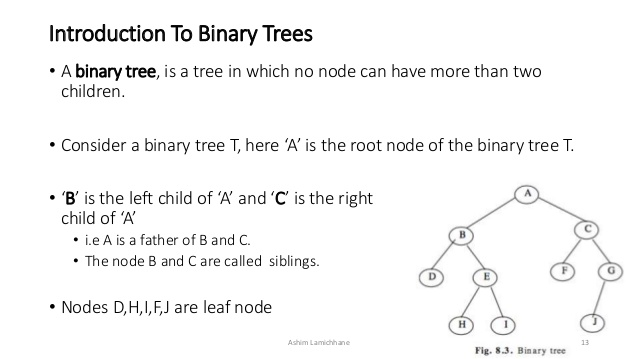 Introduction To Binary Trees
• A binary tree, is a tree in which no node can have more than two
children.
• Consider a binary tree T, here ‘A’ is the root node of the binary tree T.
• ‘B’ is the left child of ‘A’ and ‘C’ is the right
child of ‘A’
• i.e A is a father of B and C.
• The node B and C are called siblings.
• Nodes D,H,I,F,J are leaf node
A
B
C
D
E
F
G
H
I
J
Fig. 8.3. Binary tree
Ashim Lamichhane
13